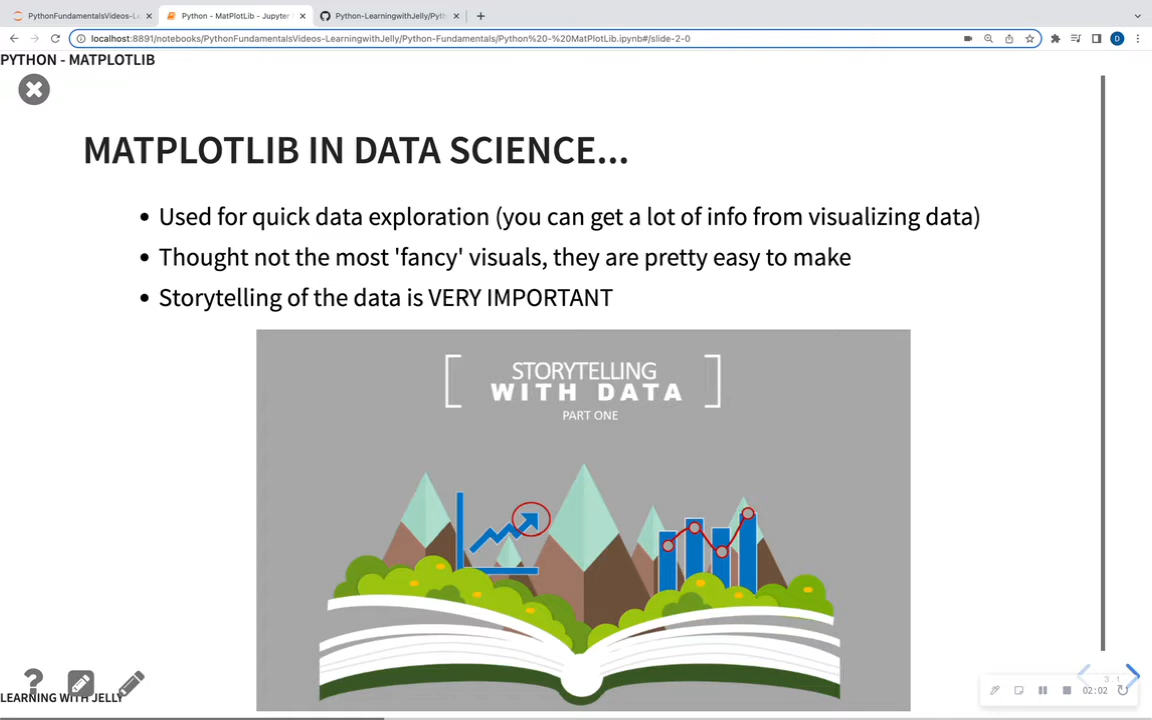 PythonFundamentalsVideos-Le
Python - MatPlotLib - Jupyter
Python-LearningwithJelly/Pyth
localhost:8891/notebooks/PythonFundamentalsVideos-LearningwithJelly/Python-Fundamentals/Python%20-%20MatPlotLib.ipynb#/slide-2-0
D
PYTHON - MATPLOTLIB
MATPLOTLIB IN DATA SCIENCE...
• Used for quick data exploration (you can get a lot of info from visualizing data)
• Thought not the most 'fancy' visuals, they are pretty easy to make
• Storytelling of the data is VERY IMPORTANT
STORYTELLING
WITH DATA
PART ONE
?
LEARNING WITH JELLY
3.1
02:02